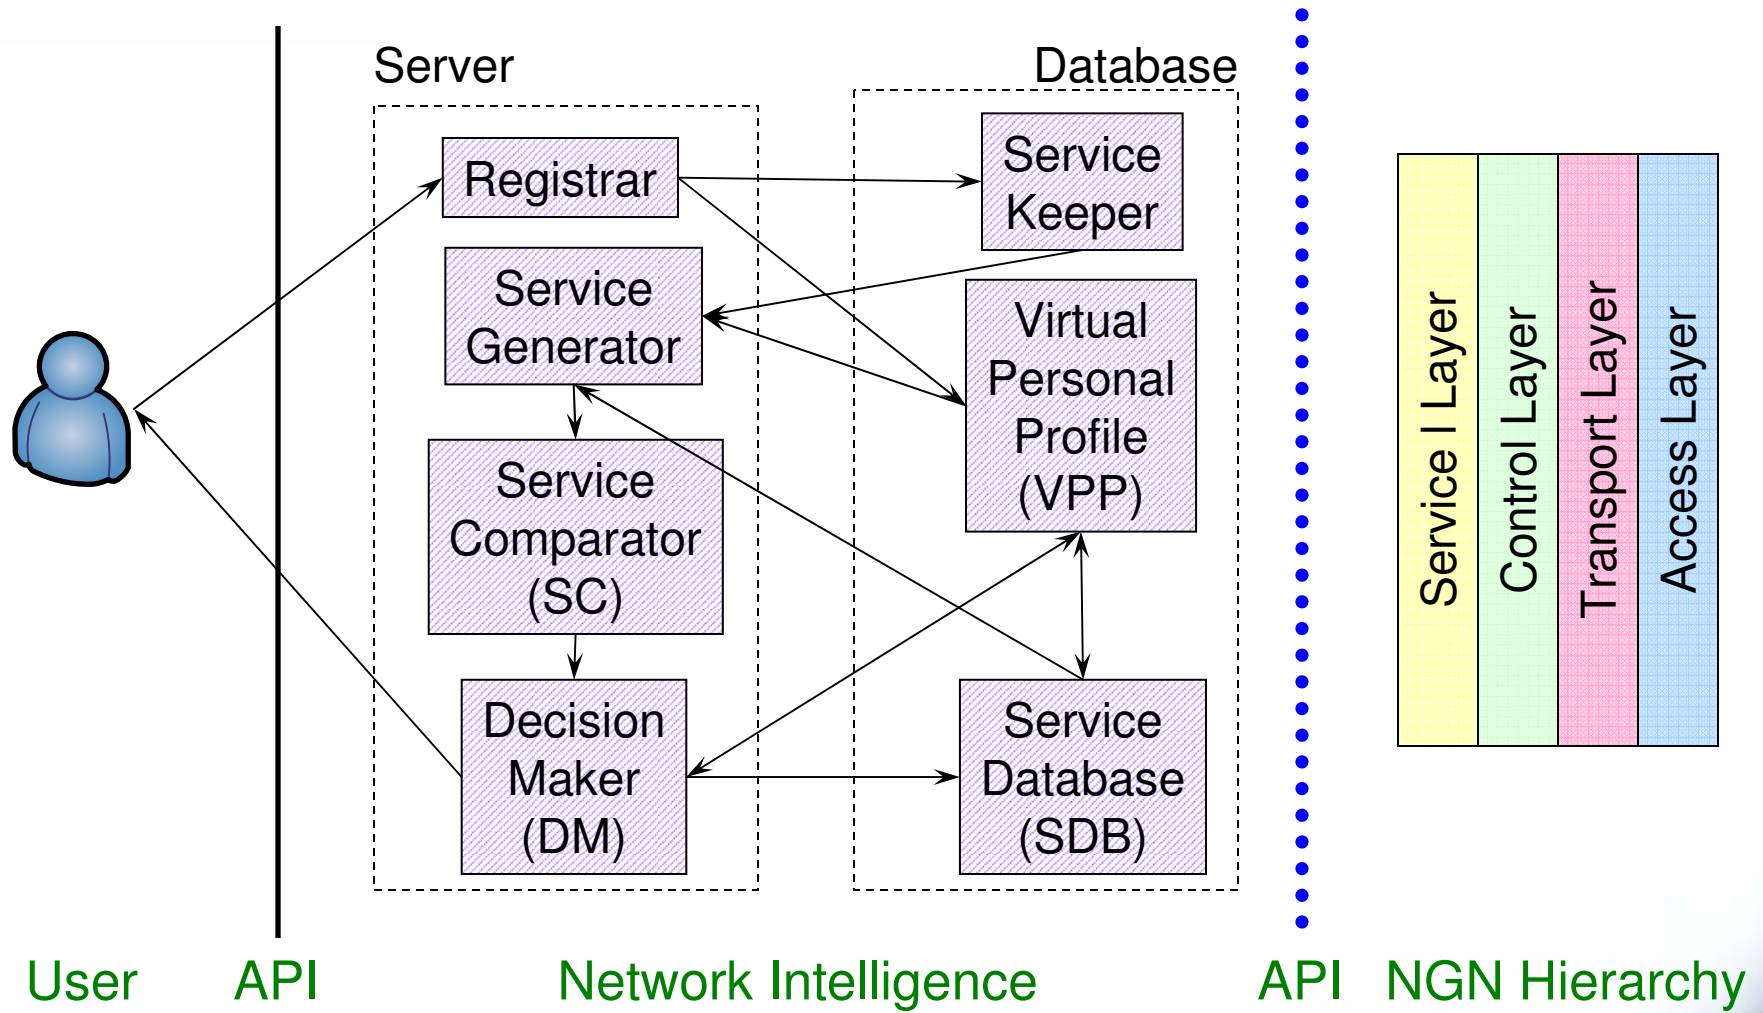 Server
Database
Registrar
Service
Keeper
Service
Generator
Virtual
Personal
Profile
(VPP)
Service
Comparator
(SC)
Decision
Maker
(DM)
Service
Database
(SDB)
Service l Layer
Control Layer
Transport Layer
Access Layer
User
API
Network Intelligence
API
NGN Hierarchy